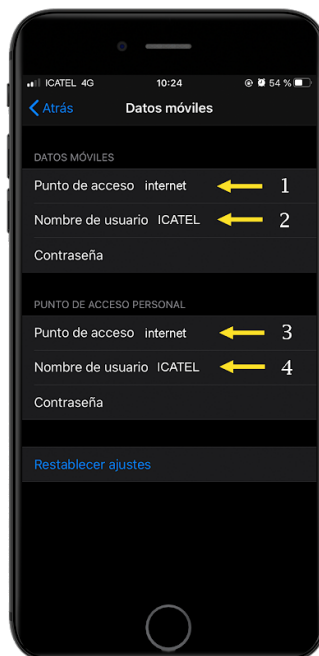 ICATEL 4G 10:24 54 %
Atrás Datos móviles
DATOS MÓVILES
Punto de acceso internet 1
Nombre de usuario ICATEL 2
Contraseña
PUNTO DE ACCESO PERSONAL
Punto de acceso internet 3
Nombre de usuario ICATEL 4
Contraseña
Restablecer ajustes